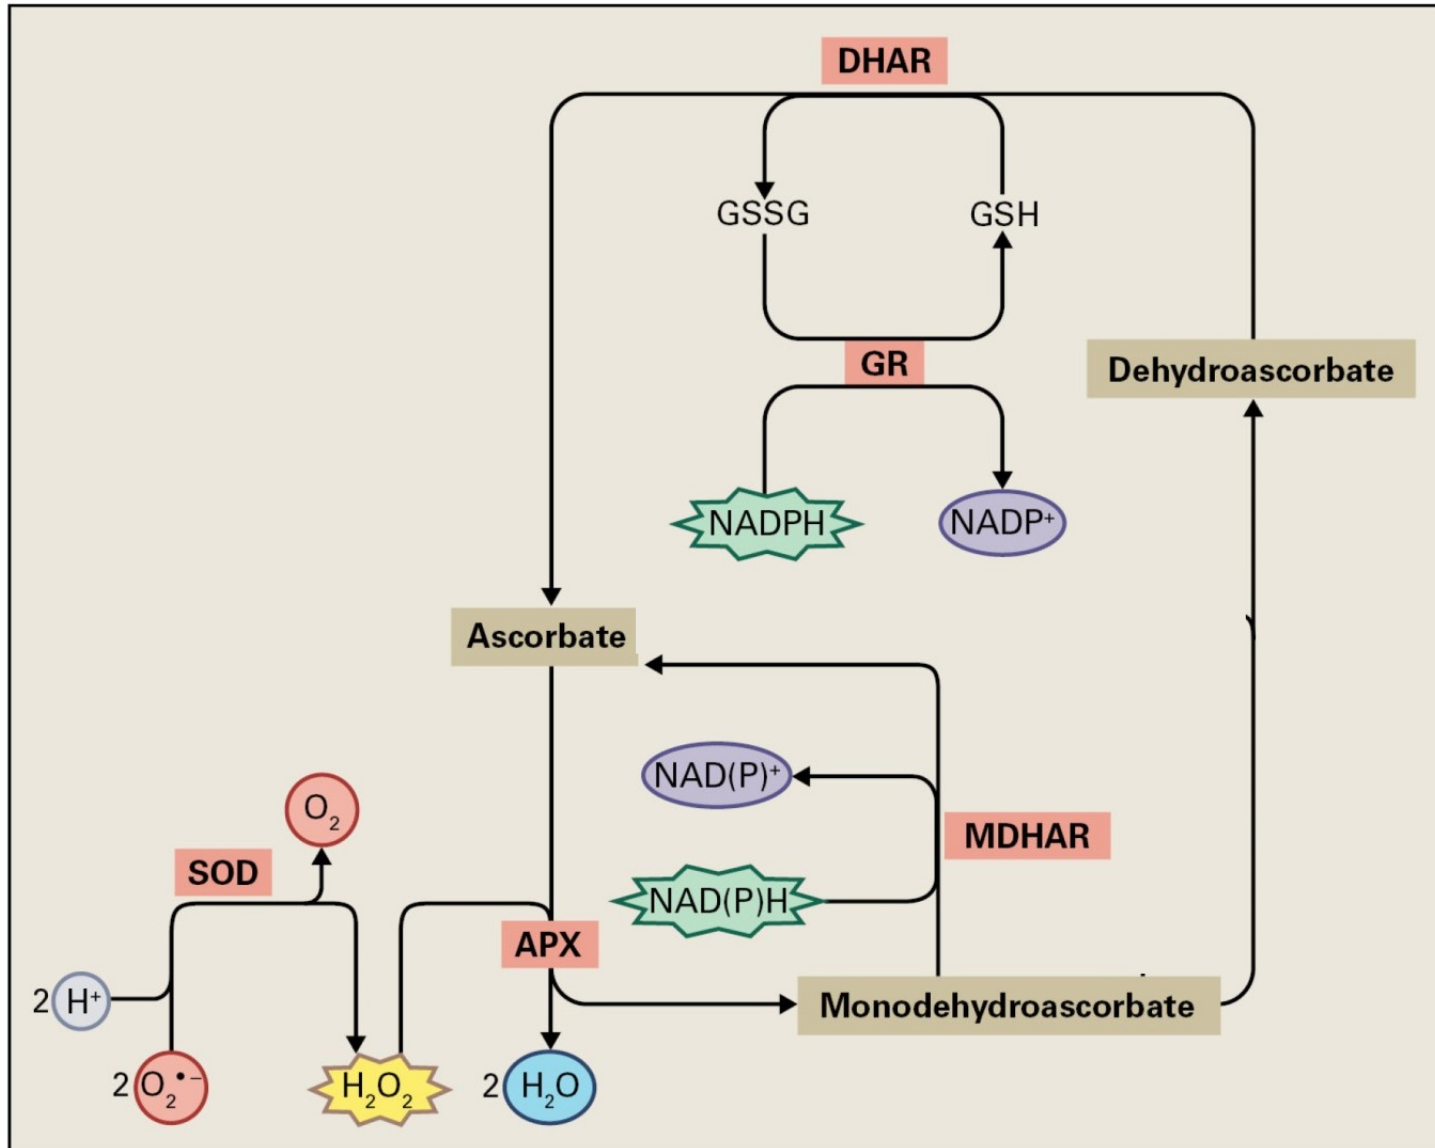 DHAR
GSSG
GSH
GR
Dehydroascorbate
NADPH
NADP⁺
Ascorbate
NAD(P)⁺
O₂
MDHAR
SOD
NAD(P)H
APX
2 H⁺
Monodehydroascorbate
2 O₂•⁻
H₂O₂
2 H₂O